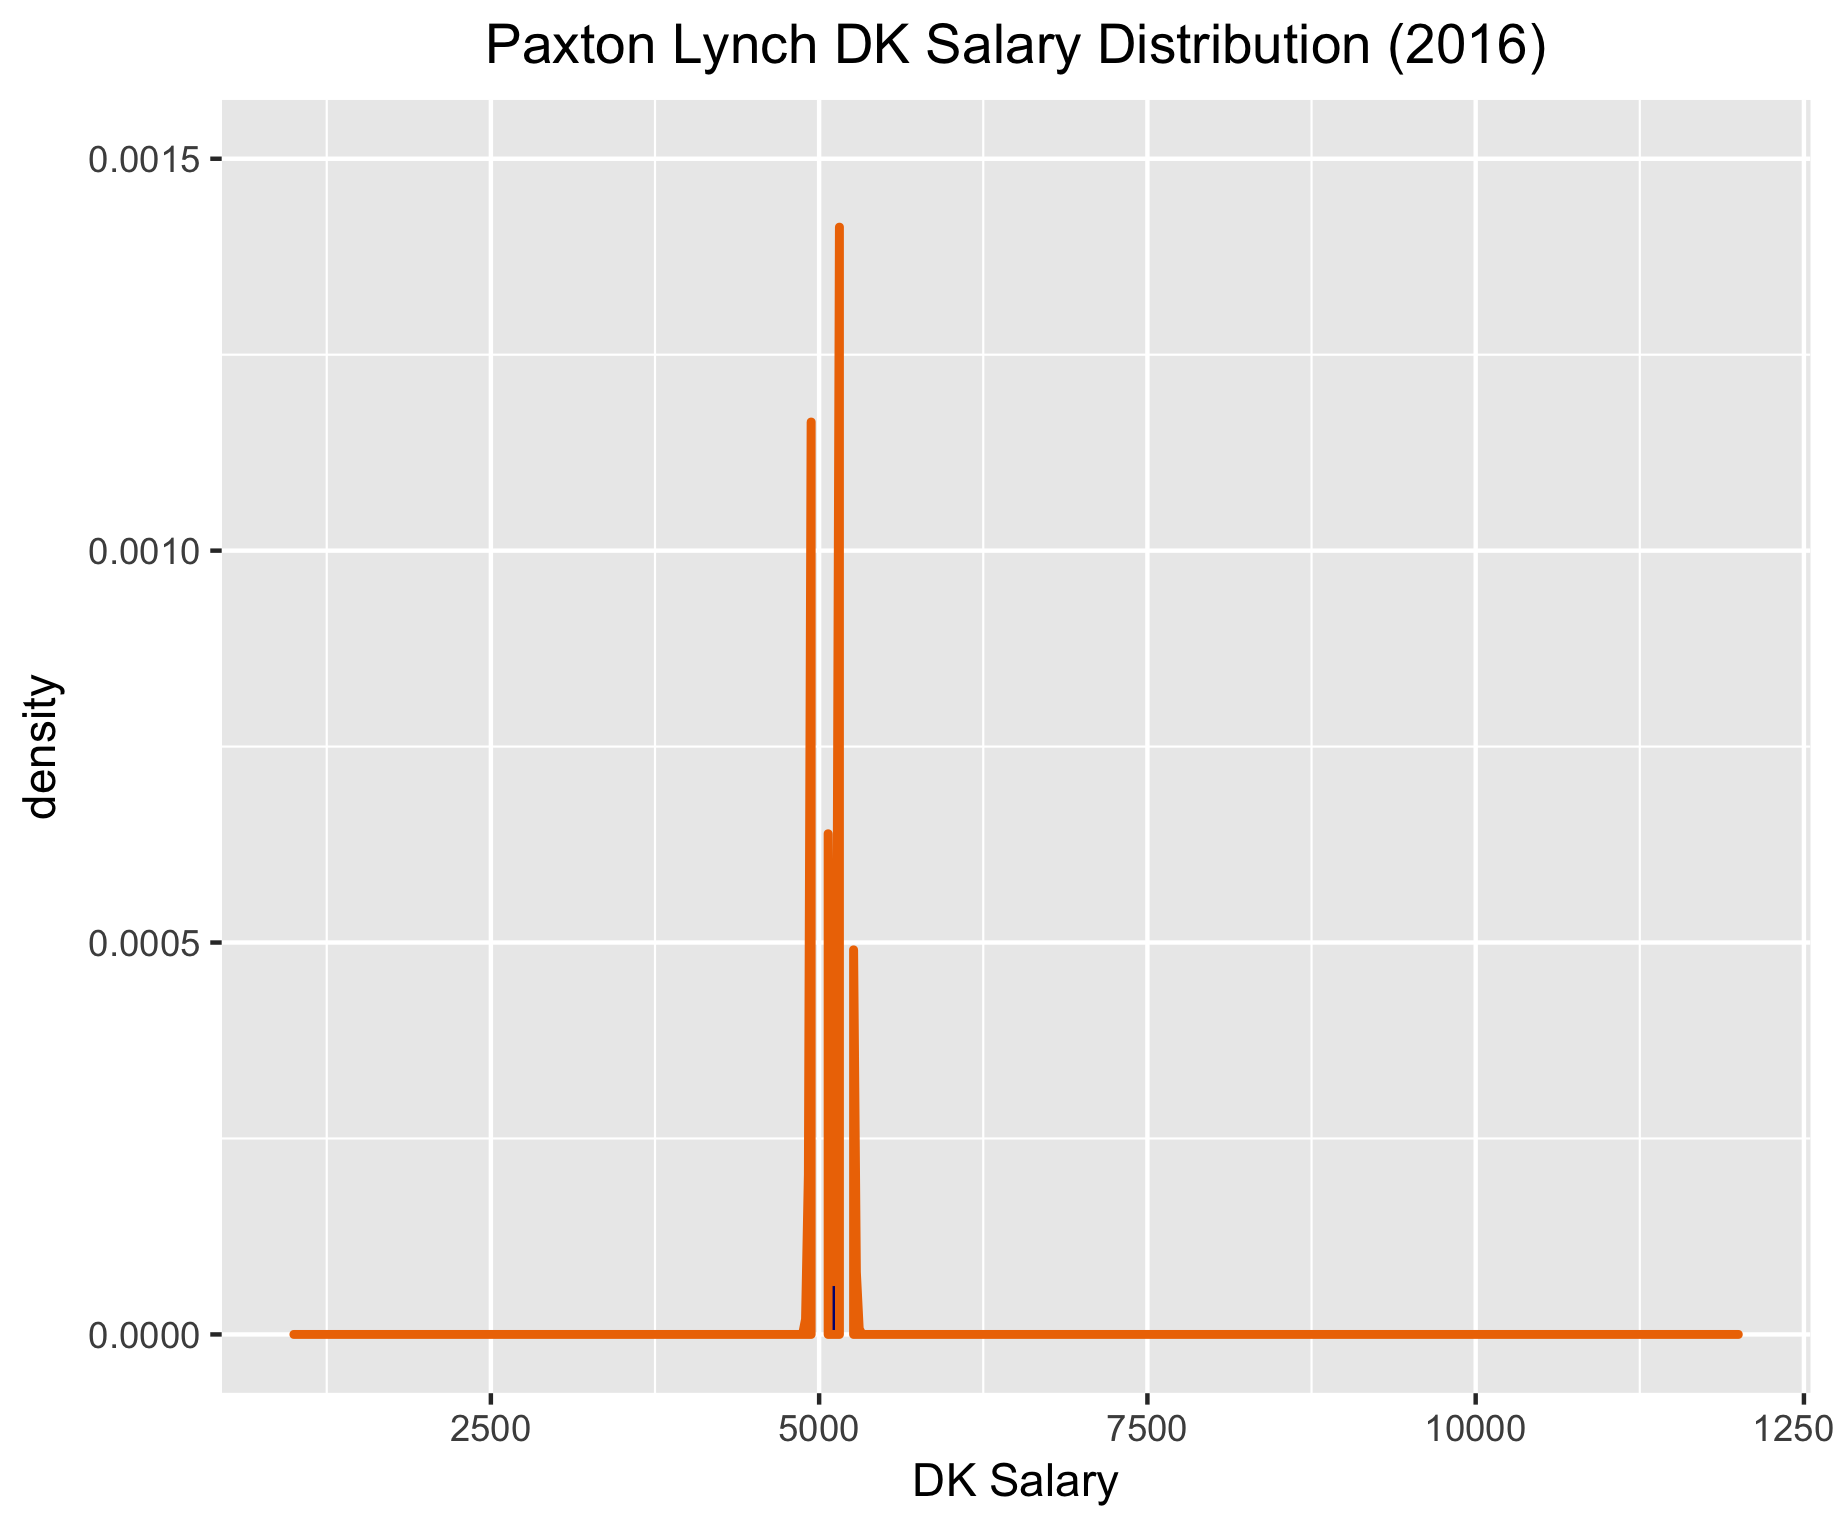 Paxton Lynch DK Salary Distribution (2016)
0.0015
0.0010
0.0005
0.0000
density
2500 5000 7500 10000 1250
DK Salary